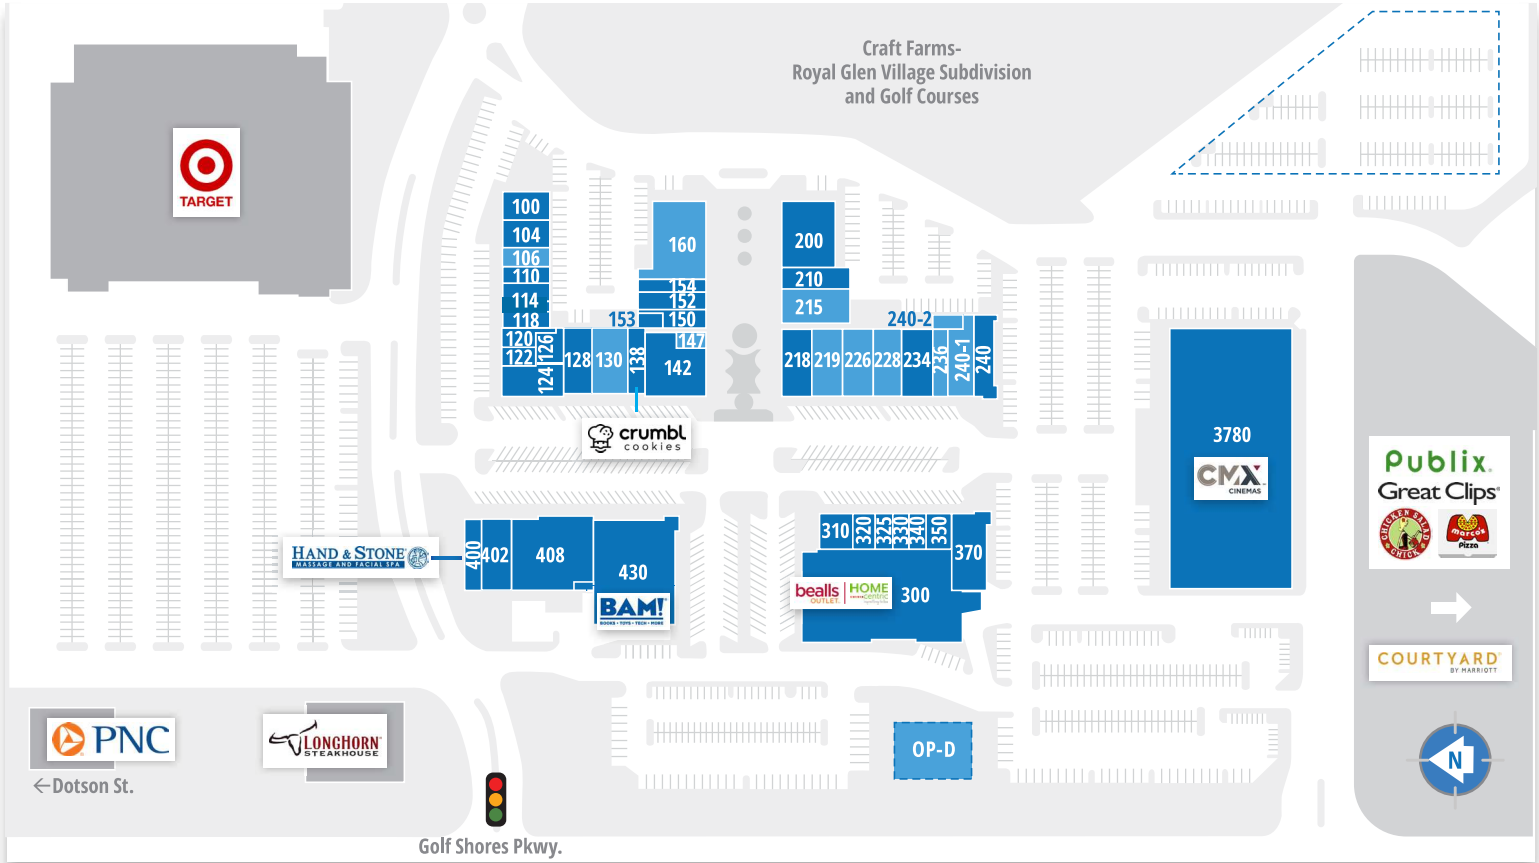 Craft Farms-
Royal Glen Village Subdivision
and Golf Courses
TARGET
100
104
106
110
114
118
120
122
126
124
128
130
153
138
160
154
152
150
147
142
crumbl
cookies
200
210
215
240-2
218
219
226
228
234
236
240-1
240
3780
CMX
CINEMAS
Publix.
Great Clips
CHICKEN SALAD
CHICK
Marco's
Pizza
HAND & STONE
MASSAGE AND FACIAL SPA
400
402
408
430
BAM!
BOOKS • TOYS • TECH • MORE
310
320
325
330
340
350
370
bealls
OUTLET.
HOME
centric
300
COURTYARD
BY MARRIOTT
PNC
LONGHORN
STEAKHOUSE
←Dotson St.
OP-D
N
Golf Shores Pkwy.